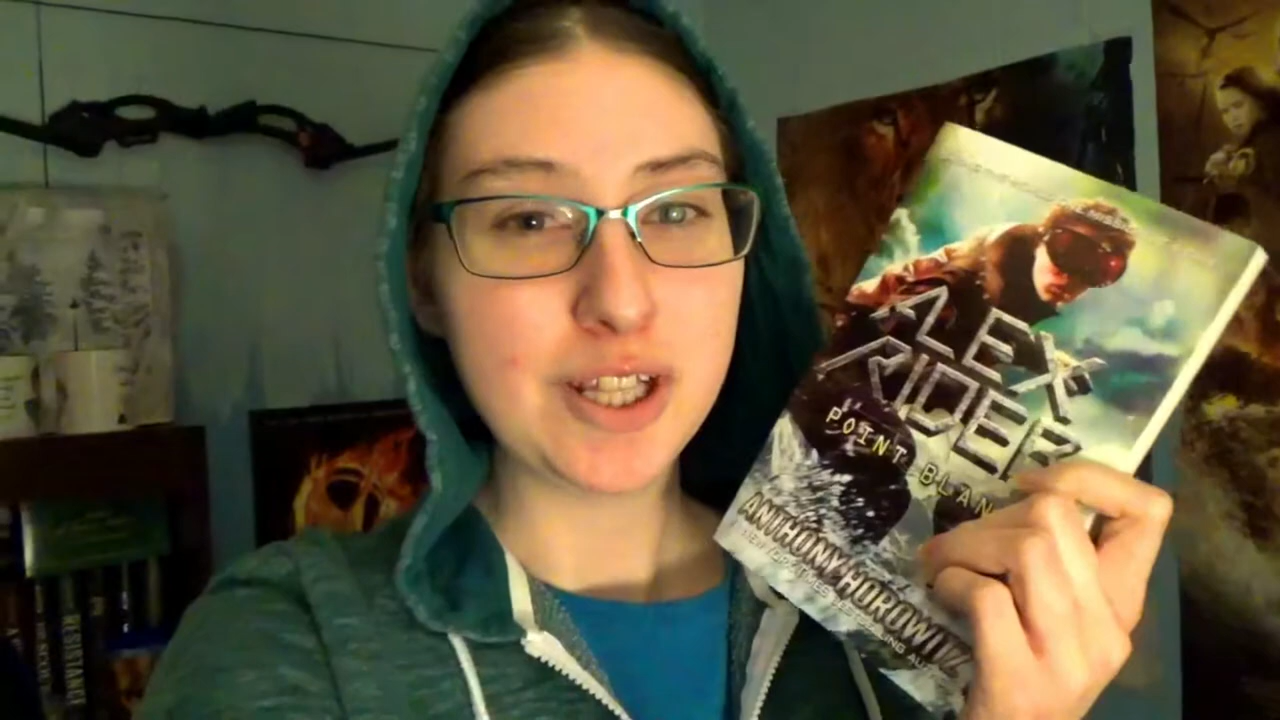 ALEX
RIDER
POINT BLAN
ANTHONY HOROWITZ
NEW YORK TIMES BESTSELLING AU
RESISTANCE